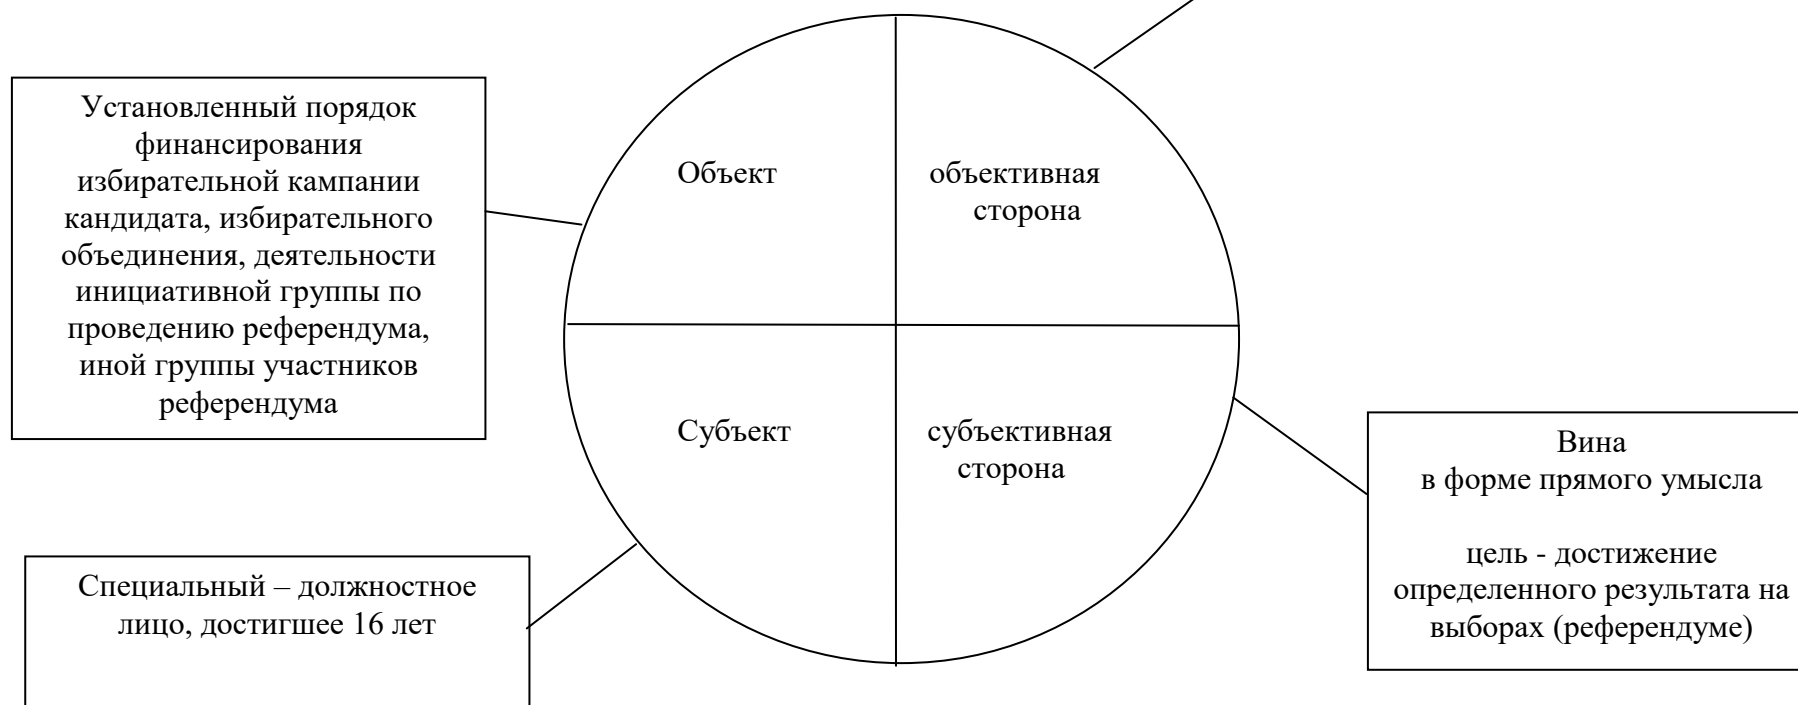 Установленный порядок
финансирования
избирательной кампании
кандидата, избирательного
объединения, деятельности
инициативной группы по
проведению референдума,
иной группы участников
референдума
Объект
объективная
сторона
Субъект
субъективная
сторона
Вина
в форме прямого умысла
цель - достижение
определенного результата на
выборах (референдуме)
Специальный – должностное
лицо, достигшее 16 лет